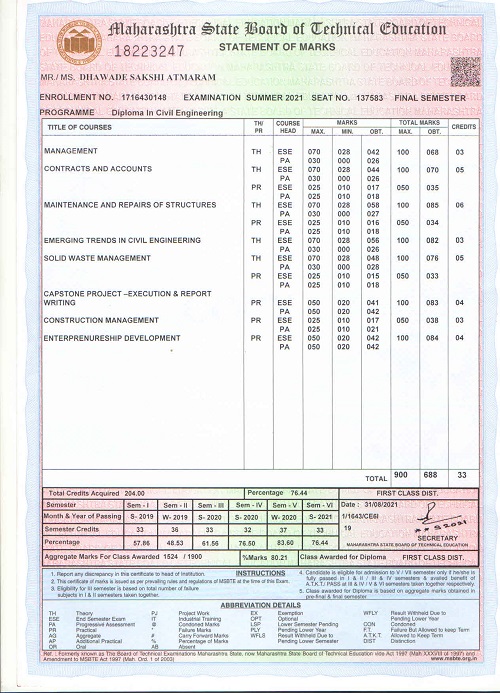 Maharashtra State Board of Technical Education
18223247
STATEMENT OF MARKS
MR./ MS. DHAWADE SAKSHI ATMARAM
ENROLLMENT NO. 1716430148 EXAMINATION SUMMER 2021 SEAT NO. 137583 FINAL SEMESTER
PROGRAMME Diploma In Civil Engineering
TITLE OF COURSES TH/ PR COURSE HEAD MARKS MAX. MIN. OBT. TOTAL MARKS MAX. OBT. CREDITS
MANAGEMENT TH ESE 070 028 042 100 068 03
PA 030 000 026
CONTRACTS AND ACCOUNTS TH ESE 070 028 044 100 070 05
PA 030 000 026
PR ESE 025 010 017 050 035
PA 025 010 018
MAINTENANCE AND REPAIRS OF STRUCTURES TH ESE 070 028 058 100 085 06
PA 030 000 027
PR ESE 025 010 016 050 034
PA 025 010 018
EMERGING TRENDS IN CIVIL ENGINEERING TH ESE 070 028 056 100 082 03
PA 030 000 026
SOLID WASTE MANAGEMENT TH ESE 070 028 048 100 076 05
PA 030 000 028
PR ESE 025 010 015 050 033
PA 025 010 018
CAPSTONE PROJECT –EXECUTION & REPORT
WRITING PR ESE 050 020 041 100 083 04
PA 050 020 042
CONSTRUCTION MANAGEMENT PR ESE 025 010 017 050 038 03
PA 025 010 021
ENTERPRENURESHIP DEVELOPMENT PR ESE 050 020 042 100 084 04
PA 050 020 042
TOTAL 900 688 33
Total Credits Acquired 204.00 Percentage 76.44 FIRST CLASS DIST.
Semester Sem - I Sem - II Sem - III Sem - IV Sem - V Sem - VI Date : 31/08/2021
Month & Year of Passing S- 2019 W- 2019 S- 2020 S- 2020 W- 2020 S- 2021 1/1643/CE6I
Semester Credits 33 36 33 32 37 33 19
Percentage 57.86 48.53 61.56 76.50 83.60 76.44 SECRETARY
MAHARASHTRA STATE BOARD OF TECHNICAL EDUCATION
Aggregate Marks For Class Awarded 1524 / 1900 %Marks 80.21 Class Awarded for Diploma FIRST CLASS DIST.
INSTRUCTIONS
1. Report any discrepancy in this certificate to head of Institution.
2. This certificate of marks is issued as per prevailing rules and regulations of MSBTE at the time of this Exam.
3. Eligibility for III semester is based on total number of failure
subjects in I & II semesters taken together.
4. Candidate is eligible for admission to V / VII semester only if he/she is
fully passed in I & II / III & IV semesters & availed benefit of
A.T.K.T./ PASS at III & IV / V & VI semesters taken together respectively
5. Class awarded for Diploma is based on aggregate marks obtained in
pre-final & final semester.
ABBREVIATION DETAILS
TH Theory PJ Project Work EX Exemption WFLY Result Withheld Due to
ESE End Semester Exam IT Industrial Training OPT Optional Pending Lower Year
PA Progressive Assessment @ Condoned Marks LSP Lower Semester Pending CON Condoned
PR Practical * Failure Marks PLY Pending Lower Year F.T. Failure But Allowed to Keep Term
AG Aggregate # Carry Forward Marks WFLS Result Withheld Due to A.T.K.T. Allowed to Keep Term
AP Additional Practical % Percentage of Marks Pending Lower Semester DIST Distinction
OR Oral AB Absent
Ref. : Formerly known as The Board of Technical Examinations Maharashtra State, now Maharashtra State Board of Technical Education vide Act 1997 (Mah.XXXVIII of 1997) and
Amendment to MSBTE Act 1997 (Mah. Ord. 1 of 2003) www.msbte.org.in